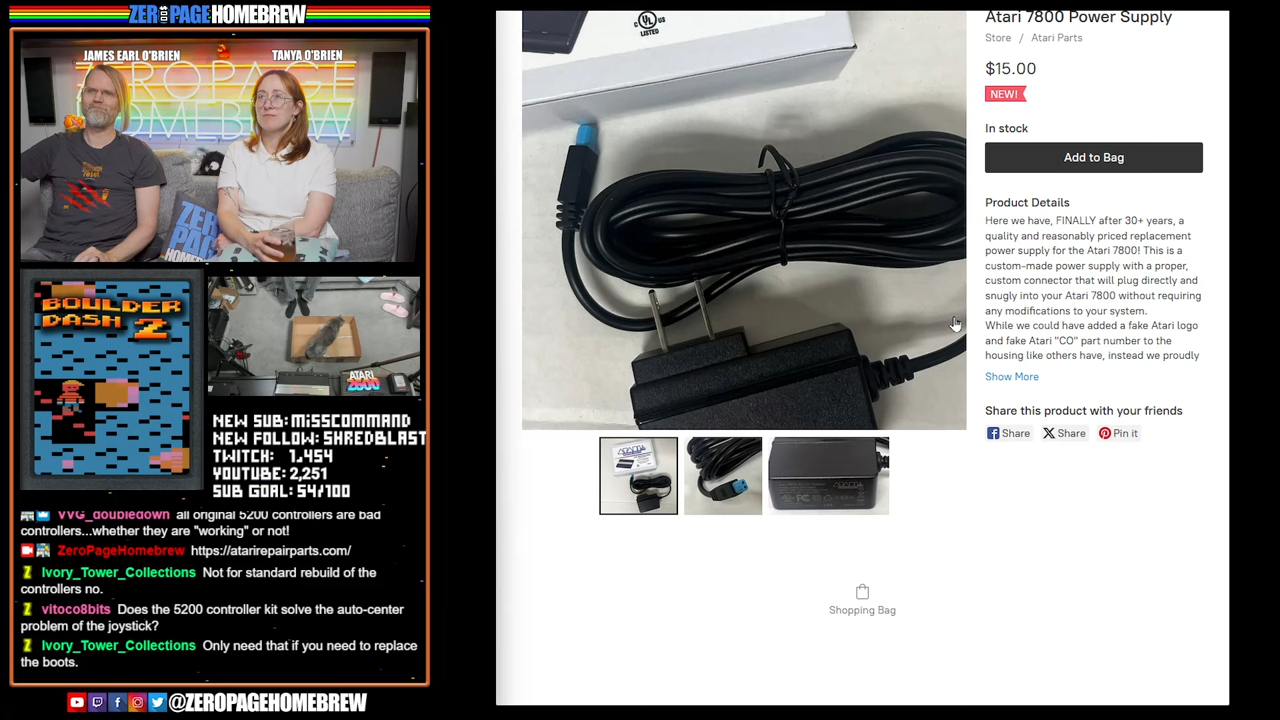 ZEROPAGE HOMEBREW
JAMES EARL O'BRIEN
TANYA O'BRIEN
ZEROPAGE
HOMEBREW
ZERO
PAGE
BOULDER
DASH 2
ATARI
2600
NEW SUB: MISSCOMMAND
NEW FOLLOW: SHREDBLAST
TWITCH: 1,454
YOUTUBE: 2,251
SUB GOAL: 54/100
VVG_doubledown all original 5200 controllers are bad
controllers...whether they are "working" or not!
ZeroPageHomebrew https://atarirepairparts.com/
Ivory_Tower_Collections Not for standard rebuild of the
controllers no.
vitoco8bits Does the 5200 controller kit solve the auto-center
problem of the joystick?
Ivory_Tower_Collections Only need that if you need to replace
the boots.
@ZEROPAGEHOMEBREW
C UL US
LISTED
Atari 7800 Power Supply
Store / Atari Parts
$15.00
NEW!
In stock
Add to Bag
Product Details
Here we have, FINALLY after 30+ years, a
quality and reasonably priced replacement
power supply for the Atari 7800! This is a
custom-made power supply with a proper,
custom connector that will plug directly and
snugly into your Atari 7800 without requiring
any modifications to your system.
While we could have added a fake Atari logo
and fake Atari "CO" part number to the
housing like others have, instead we proudly
Show More
Share this product with your friends
Share
Share
Pin it
Shopping Bag